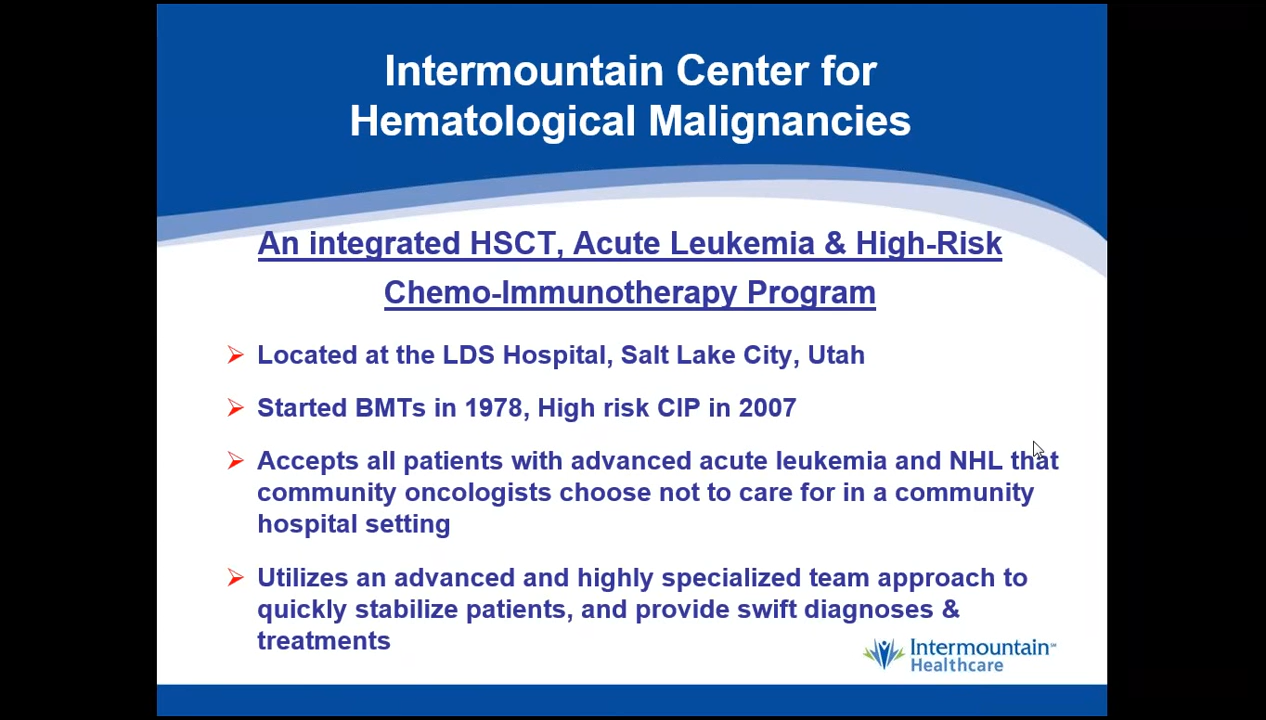 Intermountain Center for
Hematological Malignancies
An integrated HSCT, Acute Leukemia & High-Risk
Chemo-Immunotherapy Program
Located at the LDS Hospital, Salt Lake City, Utah
Started BMTs in 1978, High risk CIP in 2007
Accepts all patients with advanced acute leukemia and NHL that
community oncologists choose not to care for in a community
hospital setting
Utilizes an advanced and highly specialized team approach to
quickly stabilize patients, and provide swift diagnoses &
treatments
Intermountain℠
Healthcare